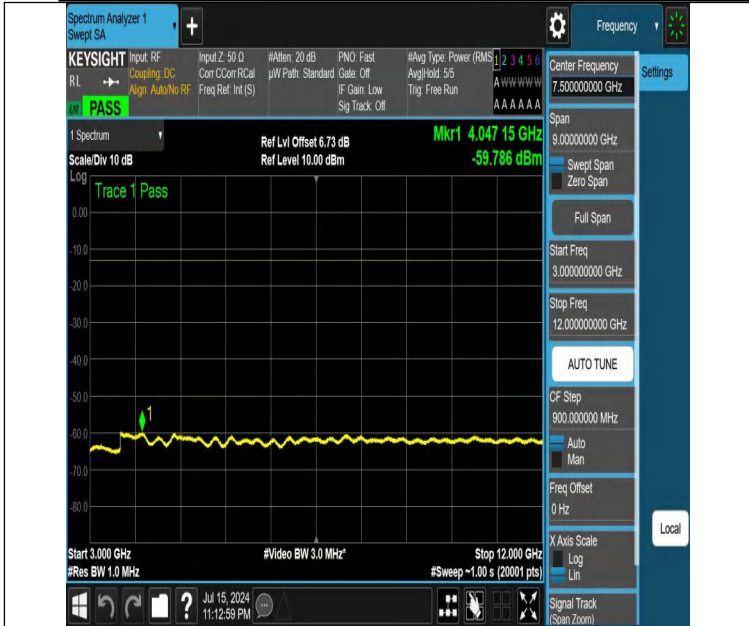 Spectrum Analyzer 1
Swept SA
+
Frequency
KEYSIGHT
RL
LXI PASS
Input: RF
Coupling: DC
Align: Auto/No RF
Input Z: 50 Ω
Corr CCorr RCal
Freq Ref: Int (S)
#Atten: 20 dB
µW Path: Standard
PNO: Fast
Gate: Off
IF Gain: Low
Sig Track: Off
#Avg Type: Power (RMS
Avg|Hold: 5/5
Trig: Free Run
1 2 3 4 5 6
A W W W W W
A A A A A A
1 Spectrum
Scale/Div 10 dB
Ref Lvl Offset 6.73 dB
Ref Level 10.00 dBm
Mkr1 4.047 15 GHz
-59.786 dBm
Log
Trace 1 Pass
0.00
-10.0
-20.0
-30.0
-40.0
-50.0
1
-60.0
-70.0
-80.0
Start 3.000 GHz
#Res BW 1.0 MHz
#Video BW 3.0 MHz*
Stop 12.000 GHz
#Sweep ~1.00 s (20001 pts)
Center Frequency
7.500000000 GHz
Settings
Span
9.00000000 GHz
Swept Span
Zero Span
Full Span
Start Freq
3.000000000 GHz
Stop Freq
12.000000000 GHz
AUTO TUNE
CF Step
900.000000 MHz
Auto
Man
Freq Offset
0 Hz
X Axis Scale
Log
Lin
Local
Signal Track
(Span Zoom)
?
Jul 15, 2024
11:12:59 PM